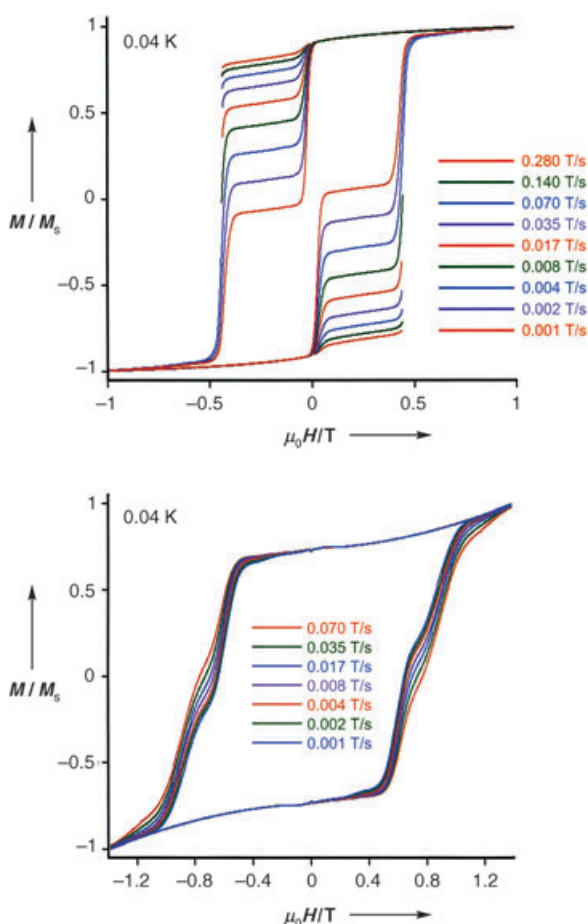 0.04 K
1
0.5
0
−0.5
−1
M / Ms
0.280 T/s
0.140 T/s
0.070 T/s
0.035 T/s
0.017 T/s
0.008 T/s
0.004 T/s
0.002 T/s
0.001 T/s
−1
−0.5
0
0.5
1
μ0H/T
0.04 K
1
0.5
0
−0.5
−1
M / Ms
0.070 T/s
0.035 T/s
0.017 T/s
0.008 T/s
0.004 T/s
0.002 T/s
0.001 T/s
−1.2
−0.8
−0.4
0
0.4
0.8
1.2
μ0H/T